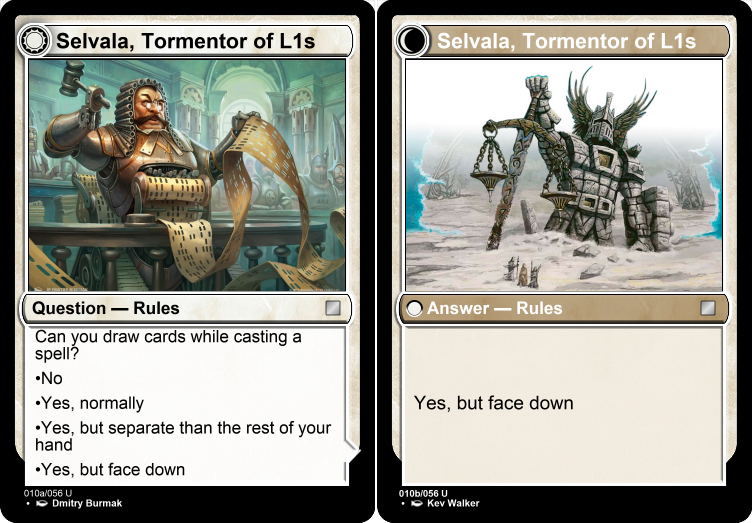 Selvala, Tormentor of L1s
Question — Rules
Can you draw cards while casting a
spell?
•No
•Yes, normally
•Yes, but separate than the rest of your
hand
•Yes, but face down
010a/056 U
• Dmitry Burmak
Selvala, Tormentor of L1s
Answer — Rules
Yes, but face down
010b/056 U
• Kev Walker